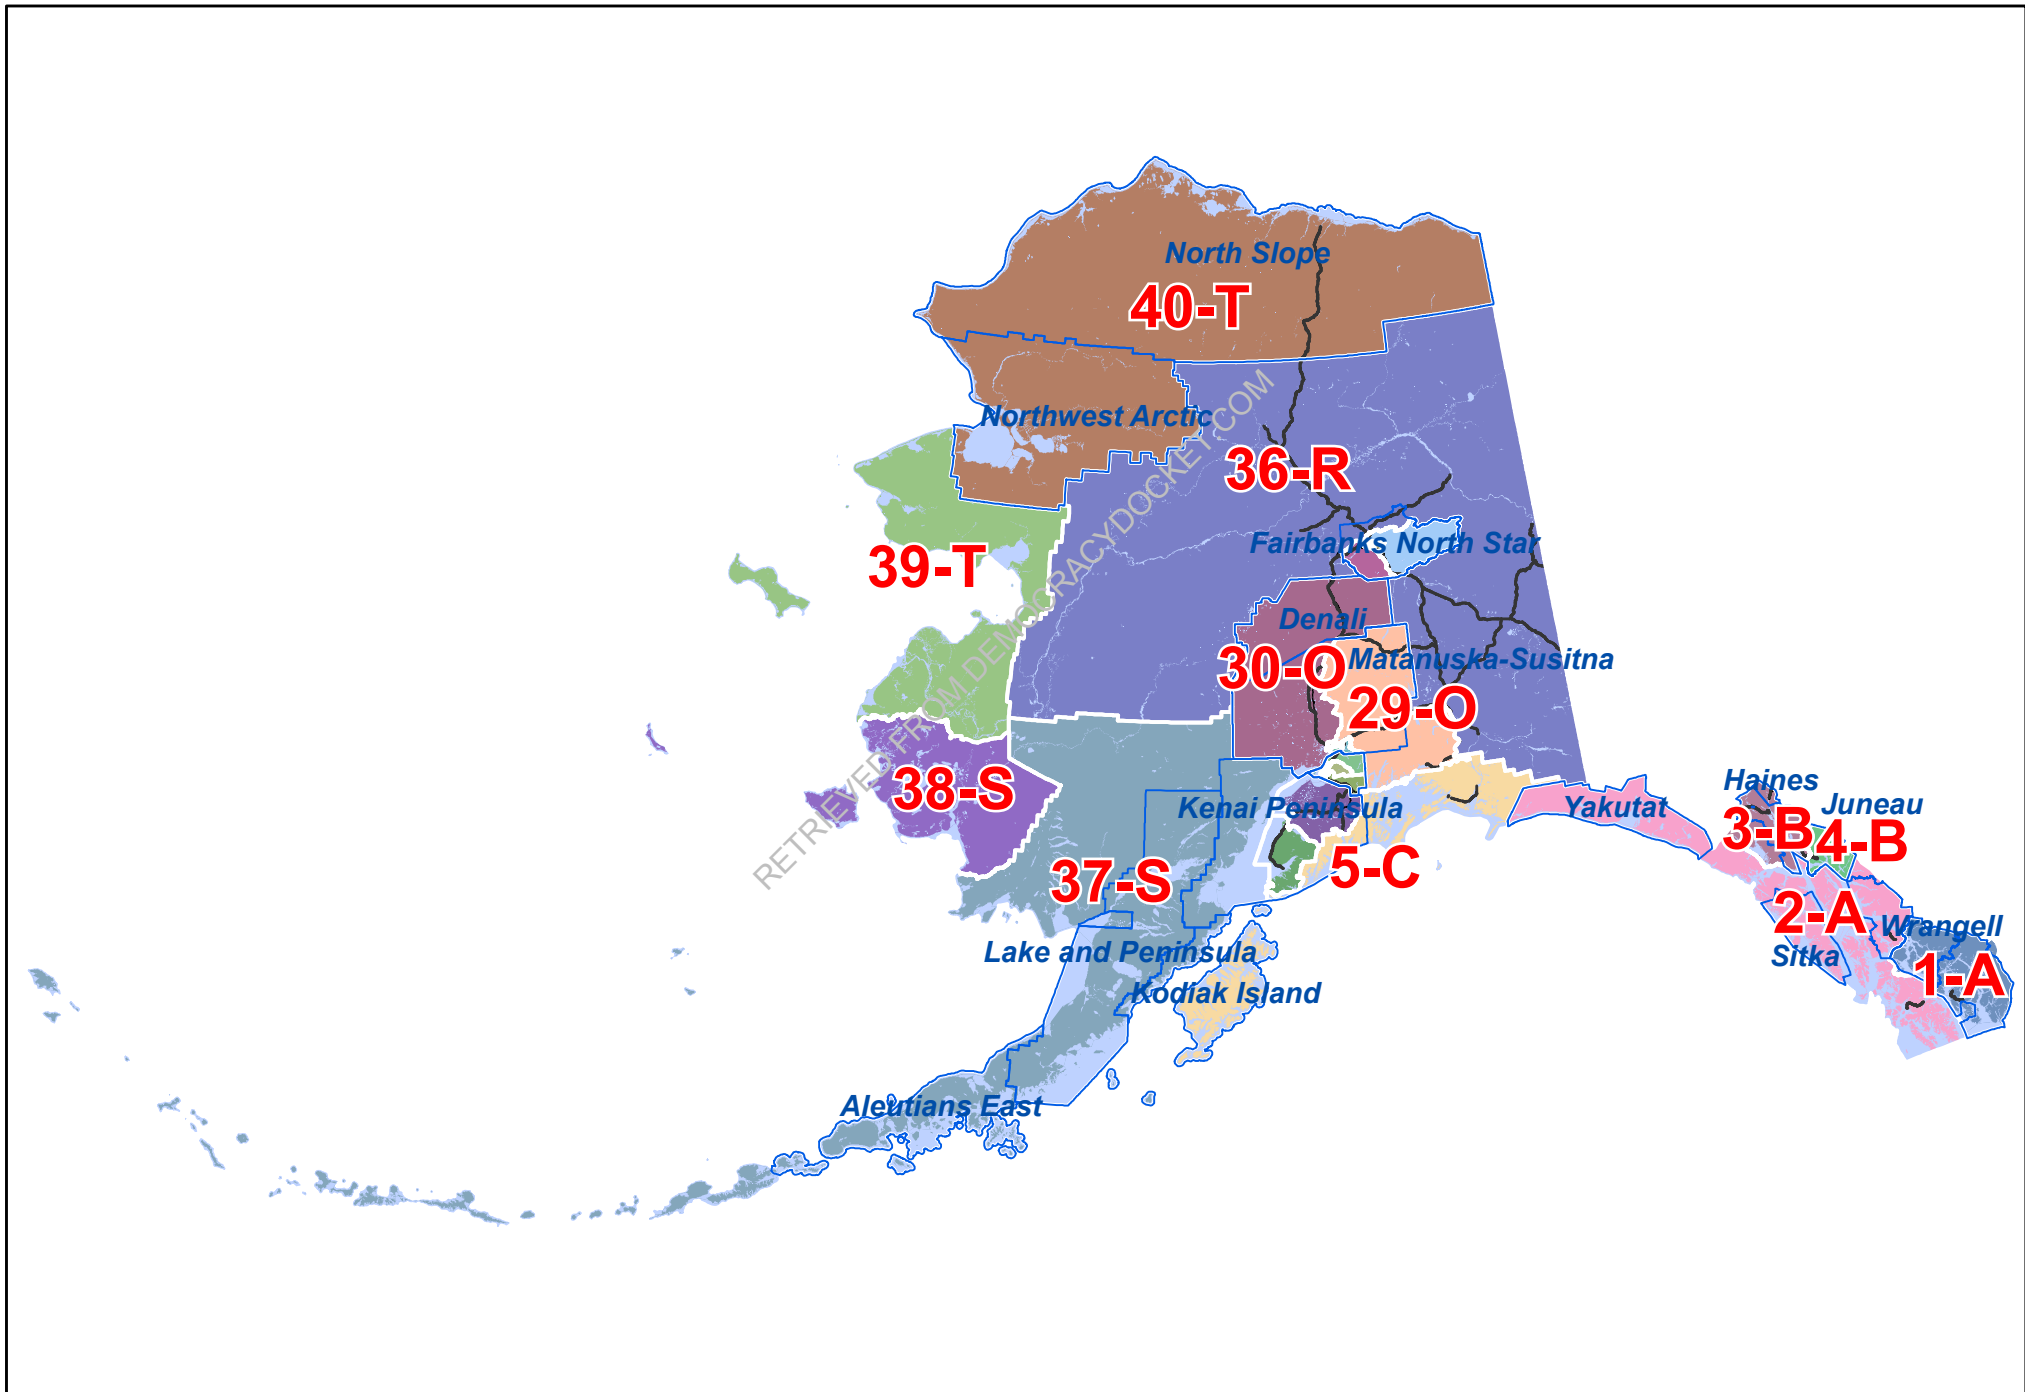 North Slope
40-T
Northwest Arctic
36-R
Fairbanks North Star
39-T
Denali
30-O
Matanuska-Susitna
29-O
38-S
Kenai Peninsula
Yakutat
Haines
Juneau
3-B
4-B
5-C
37-S
2-A
Wrangell
Sitka
1-A
Lake and Peninsula
Kodiak Island
Aleutians East
RETRIEVED FROM DEMOCRACYDOCKET.COM